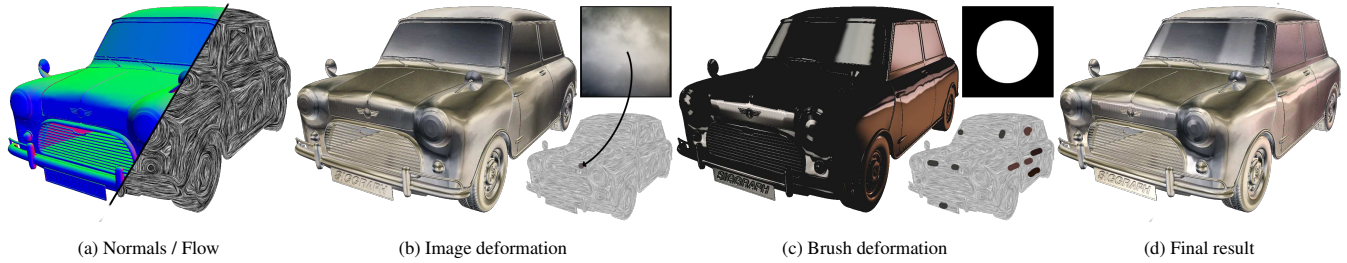 SIGGRAPH
SIGGRAPH
SIGGRAPH
(a) Normals / Flow
(b) Image deformation
(c) Brush deformation
(d) Final result